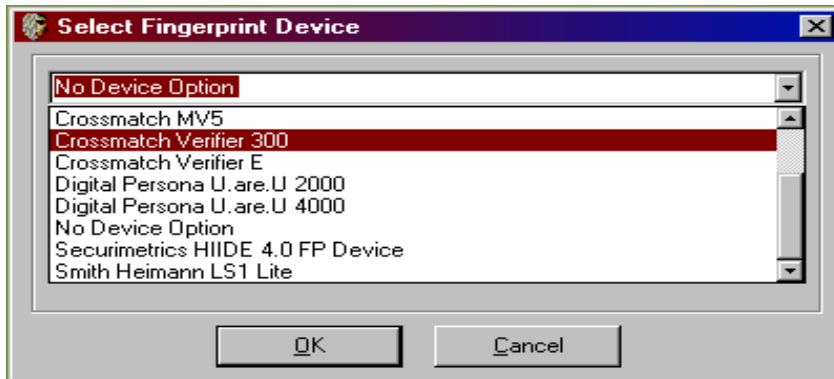 Select Fingerprint Device
No Device Option
Crossmatch MV5
Crossmatch Verifier 300
Crossmatch Verifier E
Digital Persona U.are.U 2000
Digital Persona U.are.U 4000
No Device Option
Securimetrics HIIDE 4.0 FP Device
Smith Heimann LS1 Lite
OK Cancel